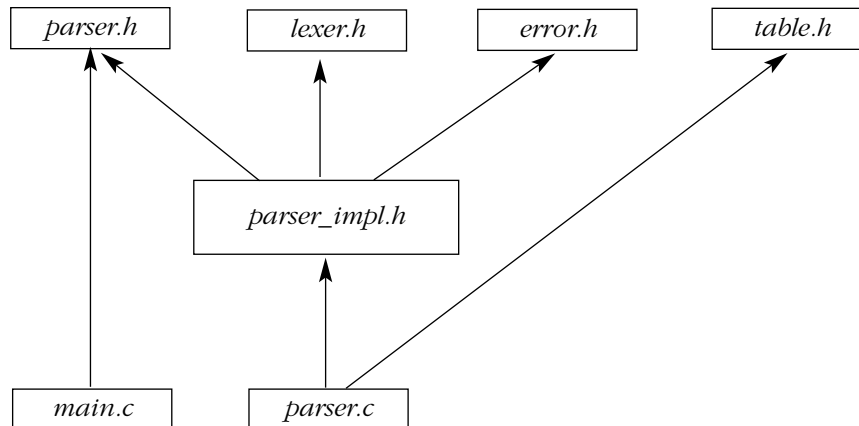 parser.h
lexer.h
error.h
table.h
parser_impl.h
main.c
parser.c